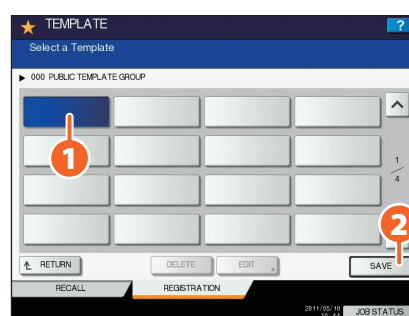 TEMPLATE
?
Select a Template
000 PUBLIC TEMPLATE GROUP
1
1
4
2
RETURN
DELETE
EDIT
SAVE
RECALL
REGISTRATION
2011/05/10
JOB STATUS